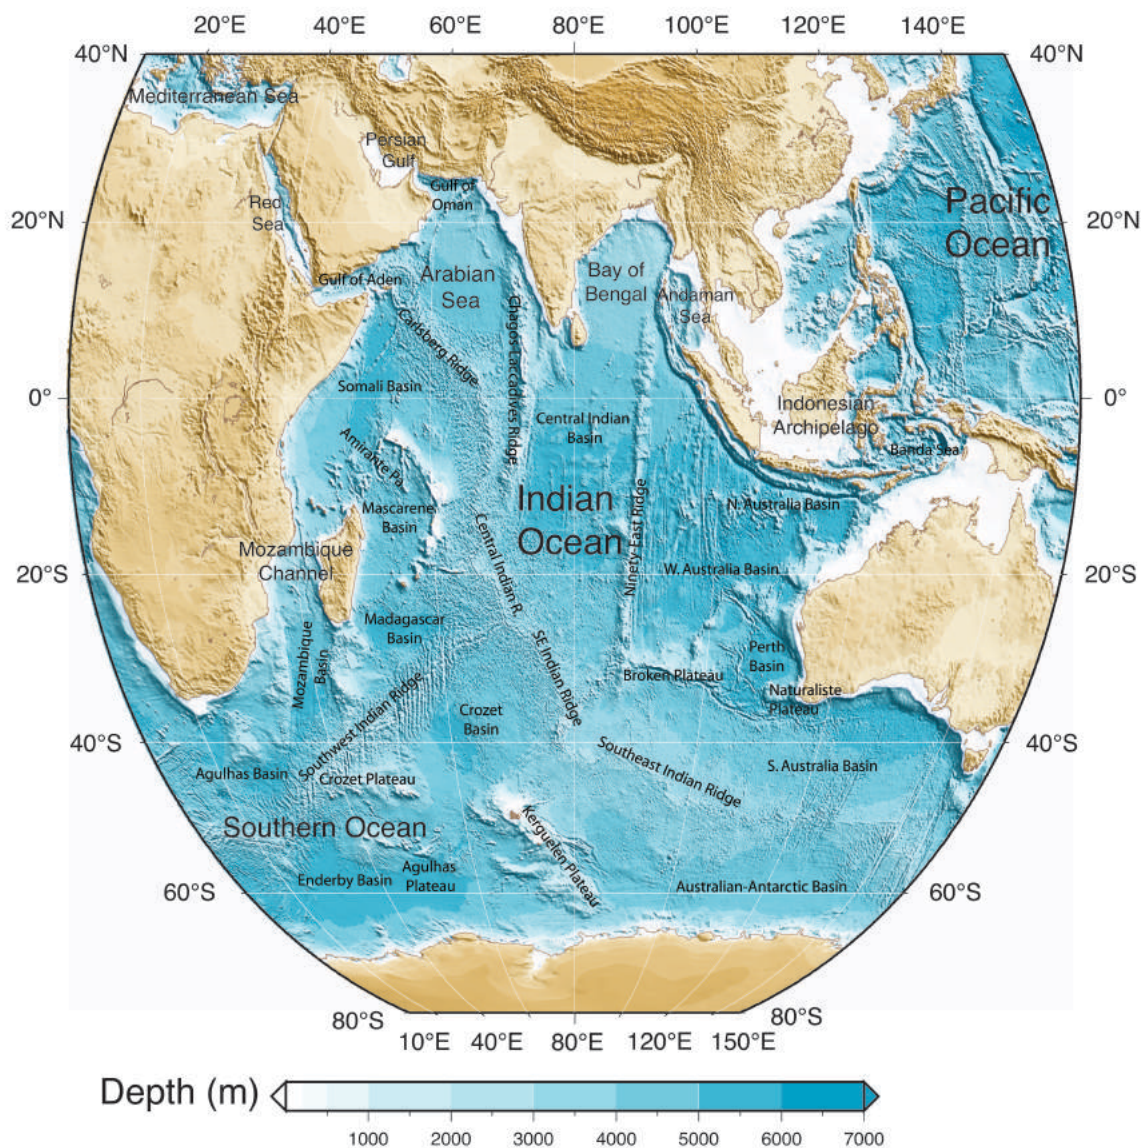 20°E 40°E 60°E 80°E 100°E 120°E 140°E
40°N 40°N
Mediterranean Sea
Persian
Gulf
Gulf of
Oman
Red
Sea
Pacific
Ocean
20°N 20°N
Gulf of Aden
Arabian
Sea
Bay of
Bengal
Andaman
Sea
Carlsberg Ridge
Chagos-Laccadives Ridge
Somali Basin
0° 0°
Central Indian
Basin
Indonesian
Archipelago
Banda Sea
Amirante Pa.
Mascarene
Basin
Indian
Ocean
N. Australia Basin
Ninety-East Ridge
Central Indian R.
Mozambique
Channel
W. Australia Basin
20°S 20°S
Madagascar
Basin
Mozambique
Basin
SE Indian Ridge
Perth
Basin
Broken Plateau
Naturaliste
Plateau
Southwest Indian Ridge
Crozet
Basin
40°S 40°S
Southeast Indian Ridge
S. Australia Basin
Agulhas Basin
Crozet Plateau
Southern Ocean
Kerguelen Plateau
Enderby Basin
Agulhas
Plateau
Australian-Antarctic Basin
60°S 60°S
80°S 80°S
10°E 40°E 80°E 120°E 150°E
Depth (m)
1000 2000 3000 4000 5000 6000 7000